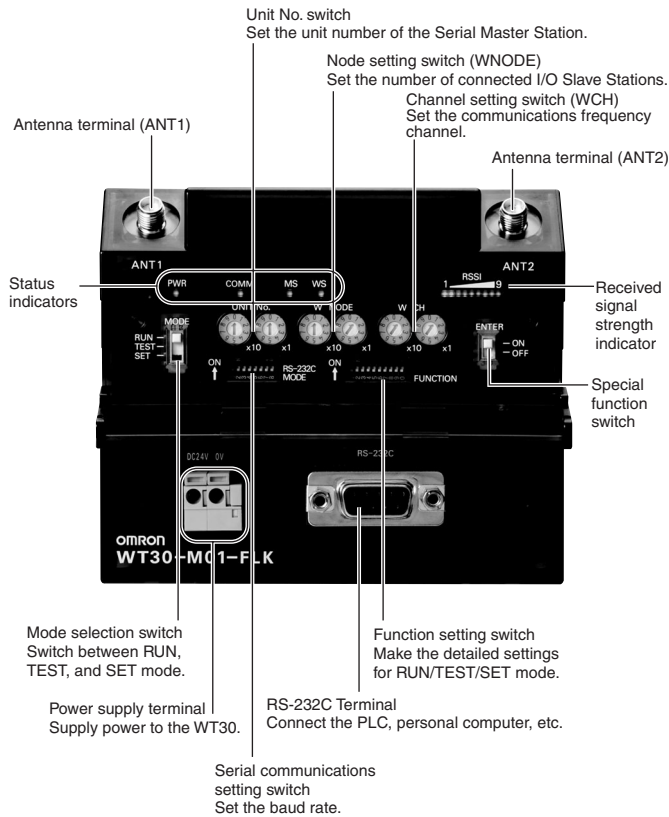 Unit No. switch
Set the unit number of the Serial Master Station.
Node setting switch (WNODE)
Set the number of connected I/O Slave Stations.
Channel setting switch (WCH)
Set the communications frequency
channel.
Antenna terminal (ANT1)
Antenna terminal (ANT2)
ANT1
ANT2
Status
indicators
PWR COMM MS WS
RSSI
1 9
Received
signal
strength
indicator
MODE
RUN
TEST
SET
UNIT No.
x10 x1
W NODE
x10 x1
W CH
x10 x1
ENTER
ON
OFF
ON
RS-232C
MODE
ON
FUNCTION
Special
function
switch
DC24V 0V
RS-232C
OMRON
WT30-M01-FLK
Mode selection switch
Switch between RUN,
TEST, and SET mode.
Function setting switch
Make the detailed settings
for RUN/TEST/SET mode.
Power supply terminal
Supply power to the WT30.
RS-232C Terminal
Connect the PLC, personal computer, etc.
Serial communications
setting switch
Set the baud rate.